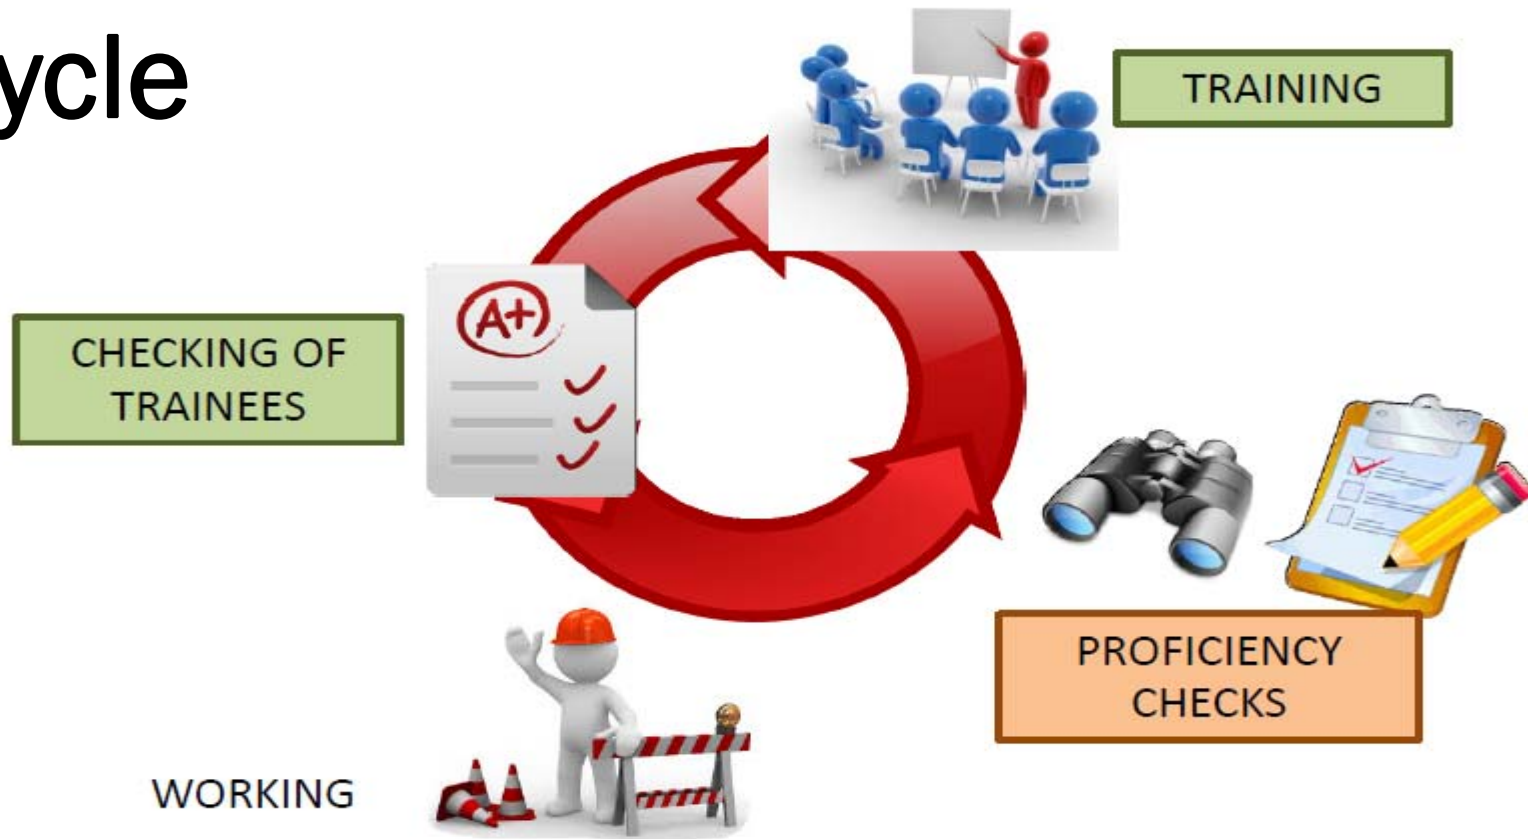 ycle
TRAINING
CHECKING OF
TRAINEES
A+
PROFICIENCY
CHECKS
WORKING